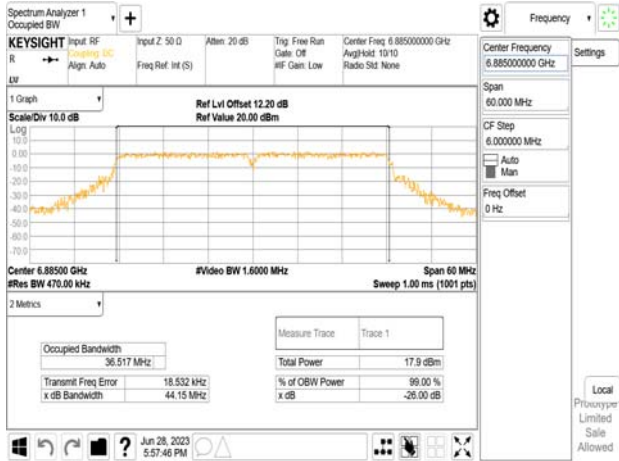 Spectrum Analyzer 1
Occupied BW
+
Frequency
KEYSIGHT
R
LXI
Input: RF
Coupling: DC
Align: Auto
Input Z: 50 Ω
Freq Ref: Int (S)
Atten: 20 dB
Trig: Free Run
Gate: Off
#IF Gain: Low
Center Freq: 6.885000000 GHz
Avg|Hold: 10/10
Radio Std: None
1 Graph
Scale/Div 10.0 dB
Ref Lvl Offset 12.20 dB
Ref Value 20.00 dBm
Log
10.0
0.00
-10.0
-20.0
-30.0
-40.0
-50.0
-60.0
-70.0
Center 6.88500 GHz
#Res BW 470.00 kHz
#Video BW 1.6000 MHz
Span 60 MHz
Sweep 1.00 ms (1001 pts)
2 Metrics
Occupied Bandwidth
36.517 MHz
Transmit Freq Error 18.532 kHz
x dB Bandwidth 44.15 MHz
Measure Trace Trace 1
Total Power 17.9 dBm
% of OBW Power 99.00 %
x dB -26.00 dB
Center Frequency
6.885000000 GHz
Settings
Span
60.000 MHz
CF Step
6.000000 MHz
Auto
Man
Freq Offset
0 Hz
Local
Prototype
Limited
Sale
Allowed
?
Jun 28, 2023
5:57:46 PM